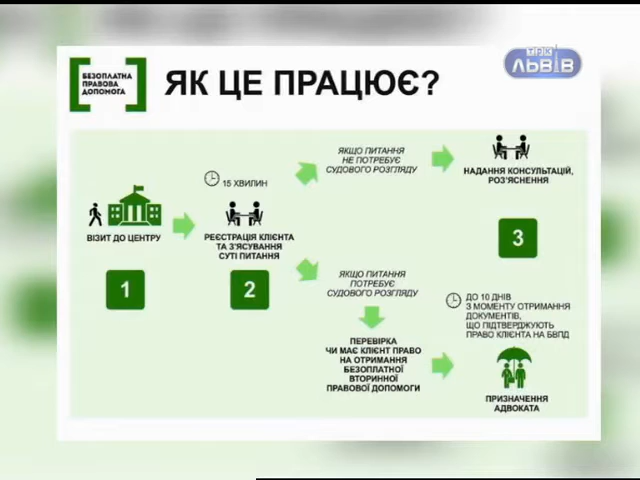 БЕЗОПЛАТНА
ПРАВОВА
ДОПОМОГА
ЯК ЦЕ ПРАЦЮЄ?
ТРК
ЛЬВІВ
ВІЗИТ ДО ЦЕНТРУ
1
15 ХВИЛИН
РЕЄСТРАЦІЯ КЛІЄНТА
ТА З'ЯСУВАННЯ
СУТІ ПИТАННЯ
2
ЯКЩО ПИТАННЯ
НЕ ПОТРЕБУЄ
СУДОВОГО РОЗГЛЯДУ
НАДАННЯ КОНСУЛЬТАЦІЙ,
РОЗ'ЯСНЕННЯ
3
ЯКЩО ПИТАННЯ
ПОТРЕБУЄ
СУДОВОГО РОЗГЛЯДУ
ПЕРЕВІРКА
ЧИ МАЄ КЛІЄНТ ПРАВО
НА ОТРИМАННЯ
БЕЗОПЛАТНОЇ
ВТОРИННОЇ
ПРАВОВОЇ ДОПОМОГИ
ДО 10 ДНІВ
З МОМЕНТУ ОТРИМАННЯ
ДОКУМЕНТІВ,
ЩО ПІДТВЕРДЖУЮТЬ
ПРАВО КЛІЄНТА НА БВПД
ПРИЗНАЧЕННЯ
АДВОКАТА